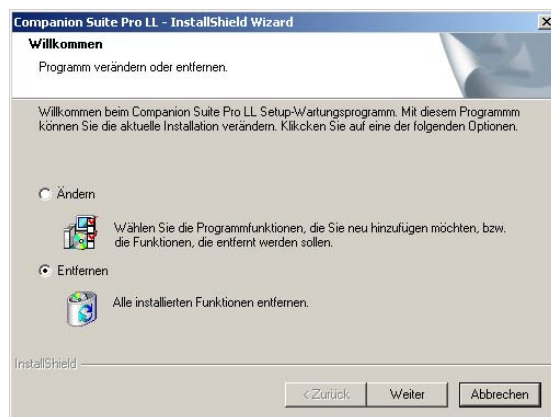 Companion Suite Pro LL - InstallShield Wizard
Willkommen
Programm verändern oder entfernen.
Willkommen beim Companion Suite Pro LL Setup-Wartungsprogramm. Mit diesem Programmm
können Sie die aktuelle Installation verändern. Klikcken Sie auf eine der folgenden Optionen.
Ändern
Wählen Sie die Programmfunktionen, die Sie neu hinzufügen möchten, bzw.
die Funktionen, die entfernt werden sollen.
Entfernen
Alle installierten Funktionen entfernen.
InstallShield
< Zurück
Weiter
Abbrechen